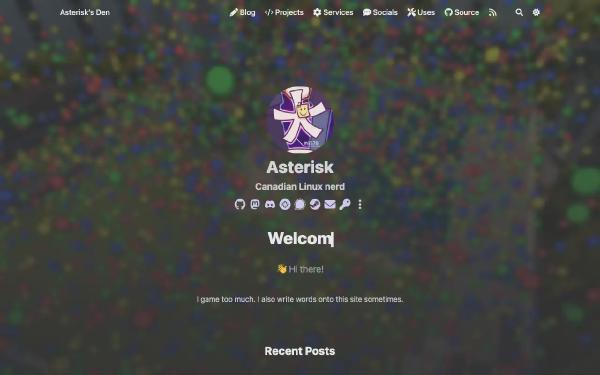 Asterisk's Den
Blog
Projects
Services
Socials
Uses
Source
Asterisk
Canadian Linux nerd
Welcom
👋 Hi there!
I game too much. I also write words onto this site sometimes.
Recent Posts